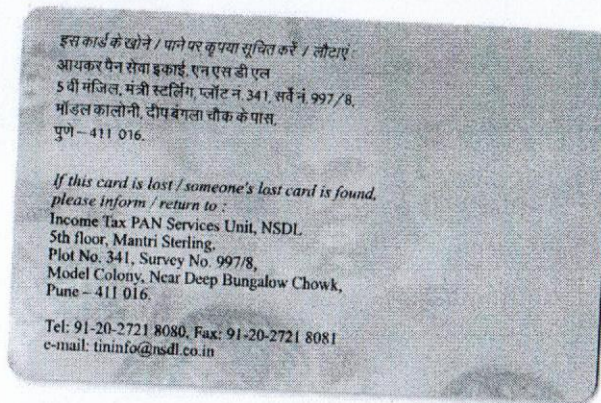 इस कार्ड के खोने / पाने पर कृपया सूचित करें / लौटाएं :
आयकर पैन सेवा इकाई, एन एस डी एल
5 वीं मंजिल, मंत्री स्टर्लिंग, प्लॉट नं. 341, सर्वे नं. 997/8,
मॉडल कालोनी, दीप बंगला चौक के पास,
पुणे – 411 016.
If this card is lost / someone's lost card is found,
please inform / return to :
Income Tax PAN Services Unit, NSDL
5th floor, Mantri Sterling,
Plot No. 341, Survey No. 997/8,
Model Colony, Near Deep Bungalow Chowk,
Pune – 411 016.
Tel: 91-20-2721 8080, Fax: 91-20-2721 8081
e-mail: tininfo@nsdl.co.in